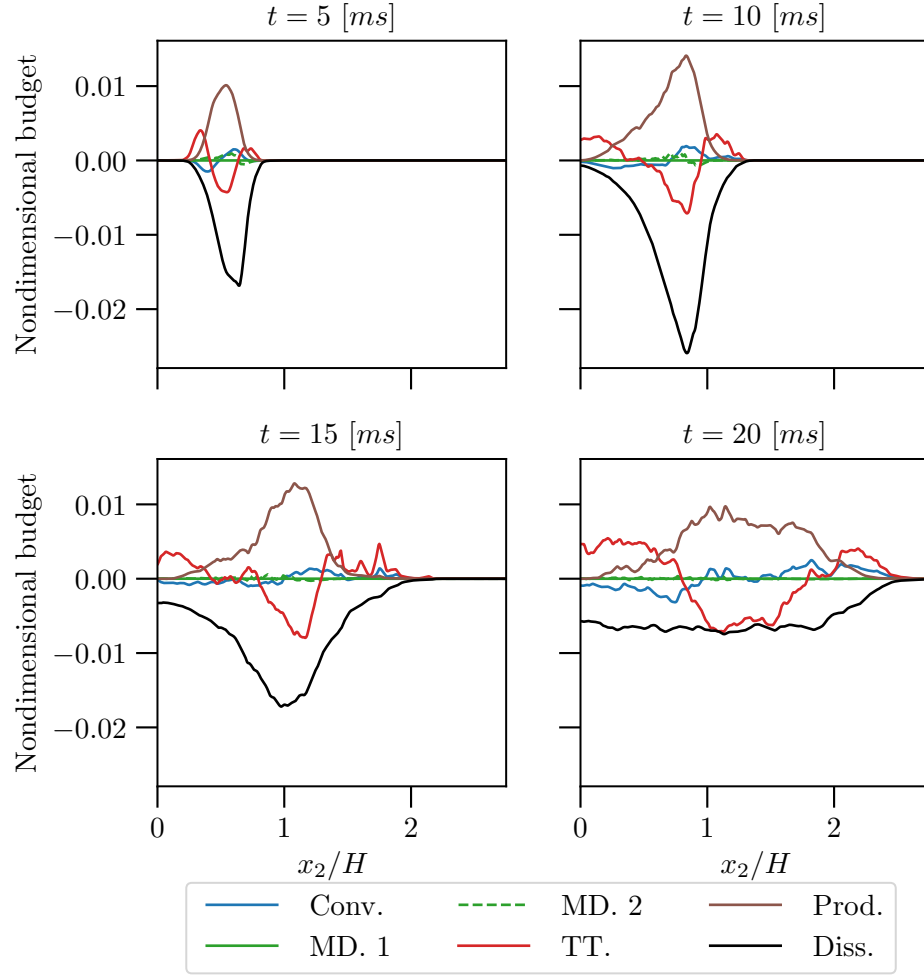 t = 5 [ms]
t = 10 [ms]
Nondimensional budget
0.01
0.00
−0.01
−0.02
t = 15 [ms]
t = 20 [ms]
Nondimensional budget
0.01
0.00
−0.01
−0.02
0 1 2
0 1 2
x₂/H
x₂/H
Conv. MD. 2 Prod.
MD. 1 TT. Diss.